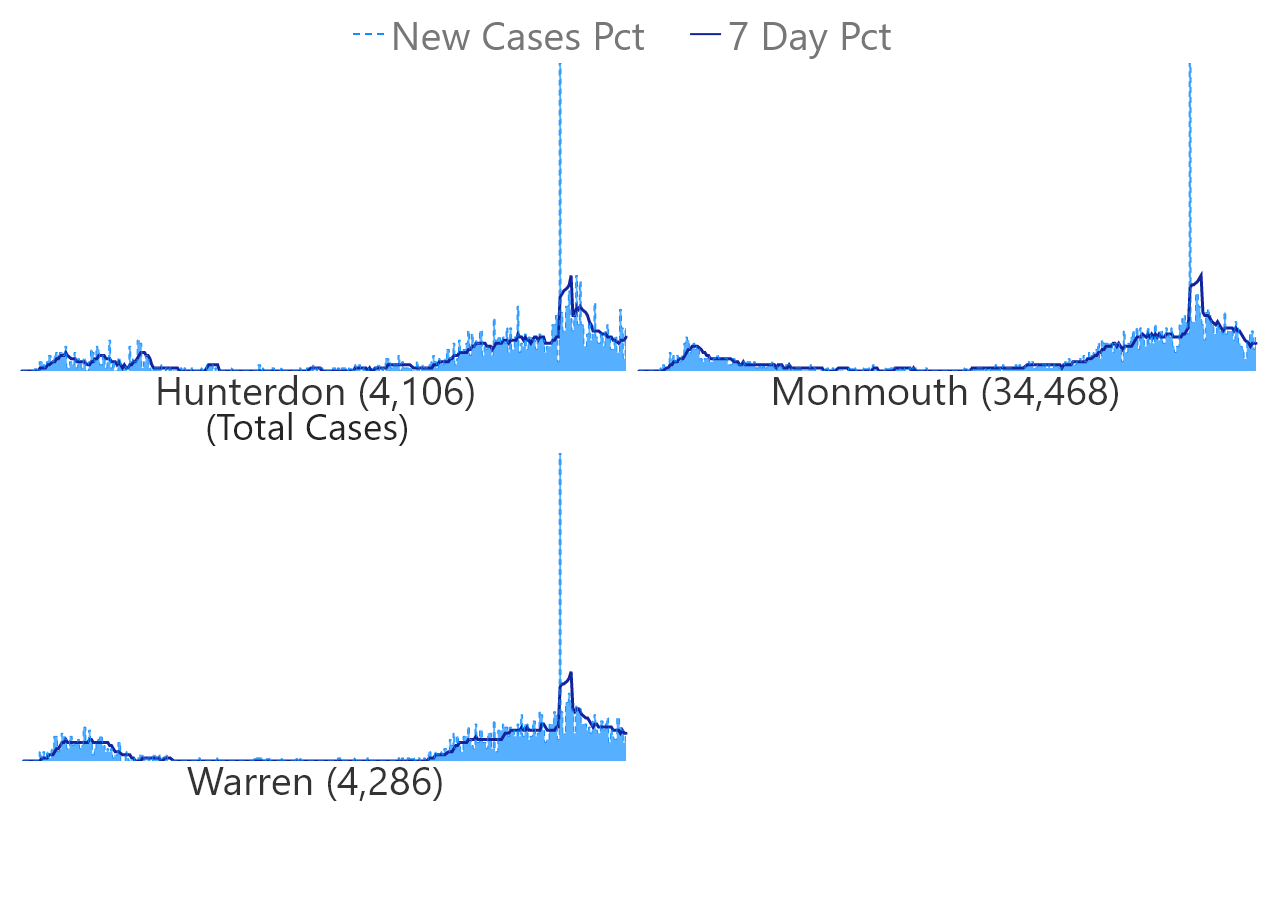 New Cases Pct 7 Day Pct
Hunterdon (4,106) Monmouth (34,468)
(Total Cases)
Warren (4,286)